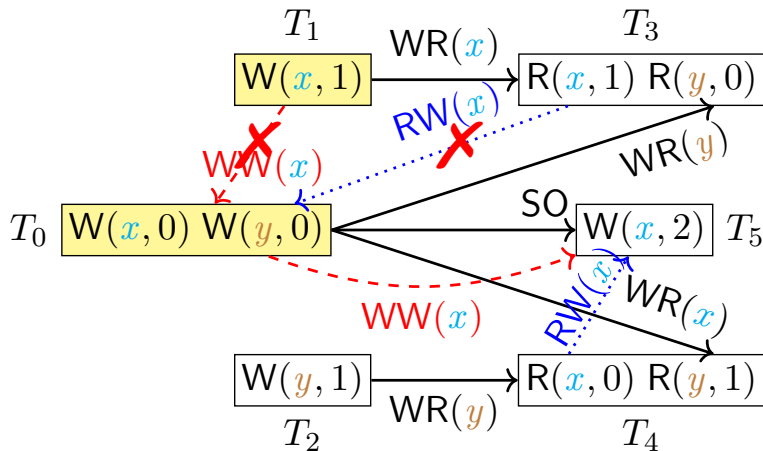 T₁ T₃
WR(x)
W(x, 1) R(x, 1) R(y, 0)
RW(x)
WW(x) WR(y)
SO
T₀ W(x, 0) W(y, 0) W(x, 2) T₅
WW(x) RW(x) WR(x)
W(y, 1) R(x, 0) R(y, 1)
WR(y)
T₂ T₄